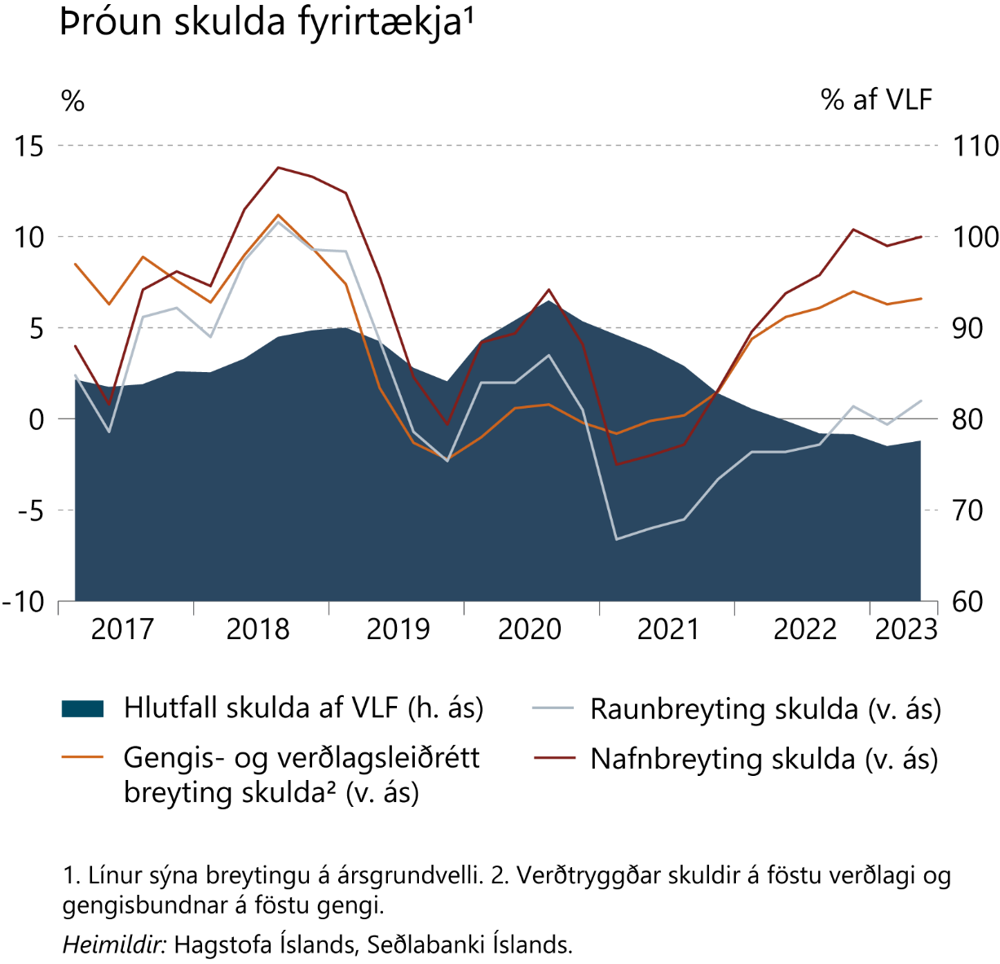 Þróun skulda fyrirtækja¹
% % af VLF
15 110
10 100
5 90
0 80
-5 70
-10 60
2017 2018 2019 2020 2021 2022 2023
Hlutfall skulda af VLF (h. ás)
Gengis- og verðlagsleiðrétt
breyting skulda² (v. ás)
Raunbreyting skulda (v. ás)
Nafnbreyting skulda (v. ás)
1. Línur sýna breytingu á ársgrundvelli. 2. Verðtryggðar skuldir á föstu verðlagi og
gengisbundnar á föstu gengi.
Heimildir: Hagstofa Íslands, Seðlabanki Íslands.